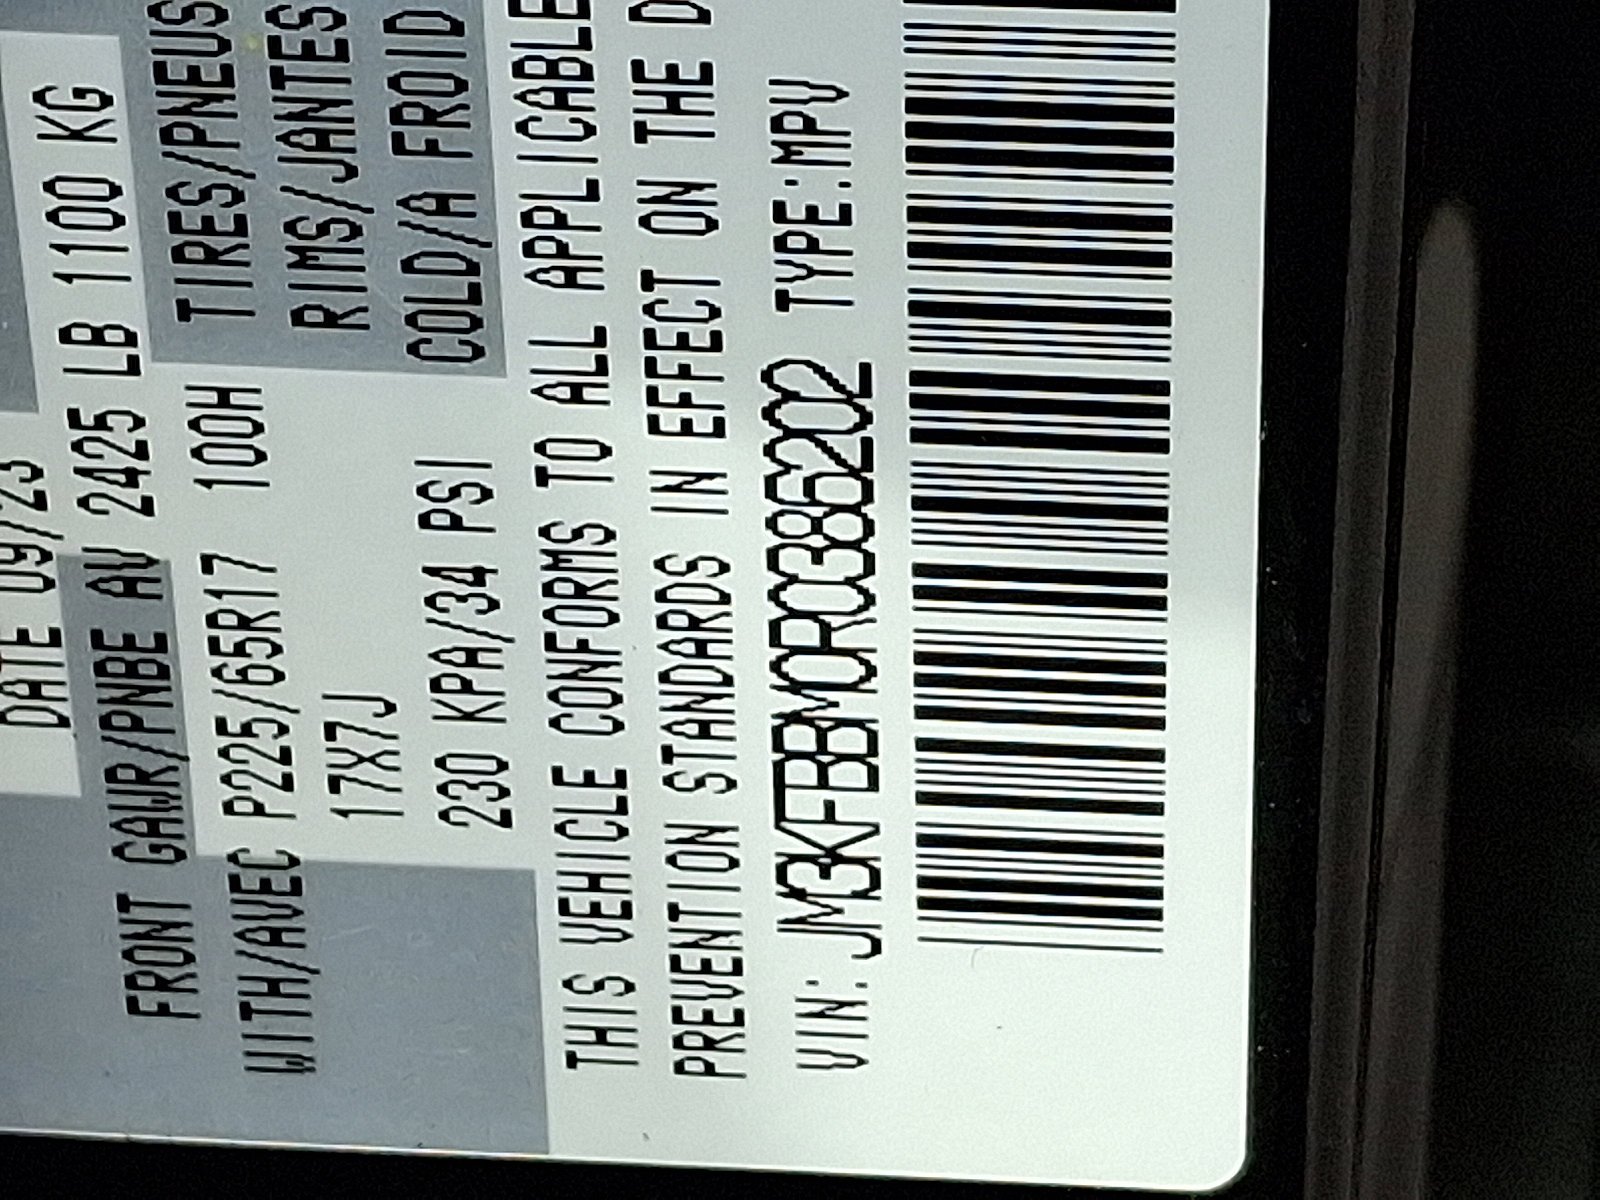 DATE 09/23
FRONT GAWR/PNBE AV 2425 LB 1100 KG
WITH/AVEC P225/65R17 100H TIRES/PNEUS
17X7J RIMS/JANTES
230 KPA/34 PSI COLD/A FROID
THIS VEHICLE CONFORMS TO ALL APPLICABLE
PREVENTION STANDARDS IN EFFECT ON THE D
VIN: JM3KFBBM0R0386202 TYPE:MPV